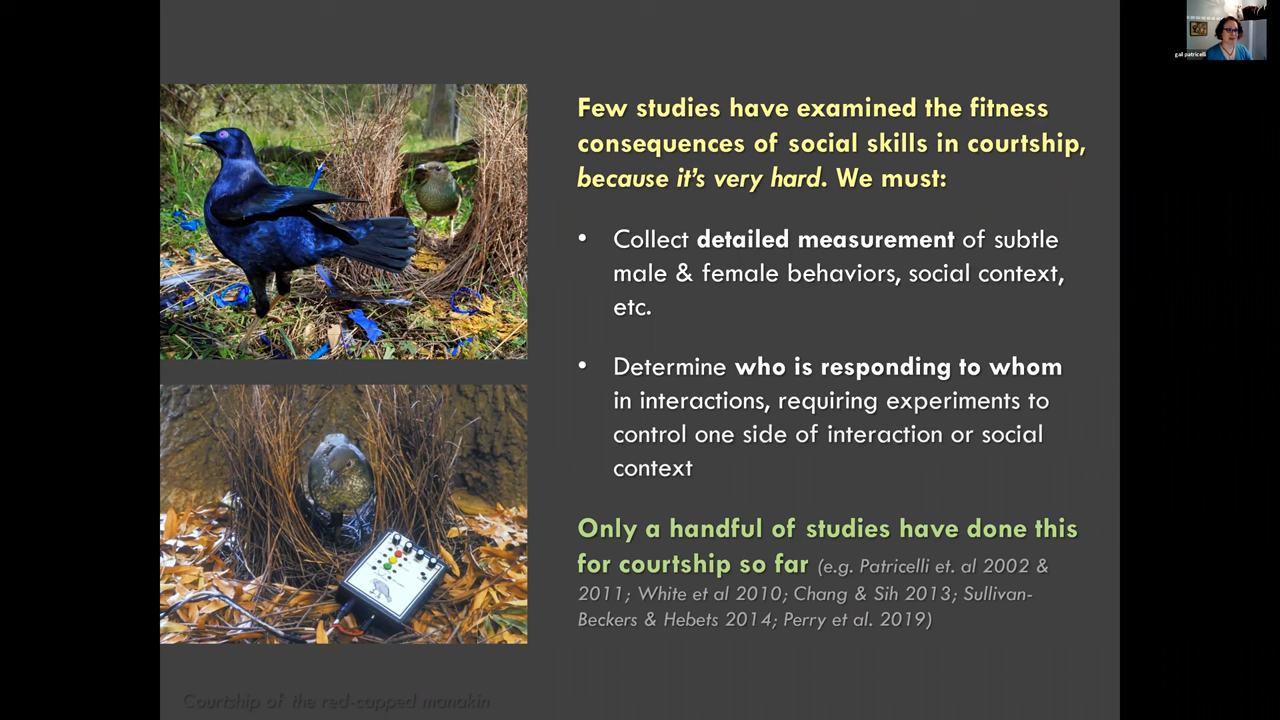 gail patricelli
Few studies have examined the fitness
consequences of social skills in courtship,
because it's very hard. We must:
• Collect detailed measurement of subtle
male & female behaviors, social context,
etc.
• Determine who is responding to whom
in interactions, requiring experiments to
control one side of interaction or social
context
Only a handful of studies have done this
for courtship so far (e.g. Patricelli et. al 2002 &
2011; White et al 2010; Chang & Sih 2013; Sullivan-
Beckers & Hebets 2014; Perry et al. 2019)
Courtship of the red-capped manakin